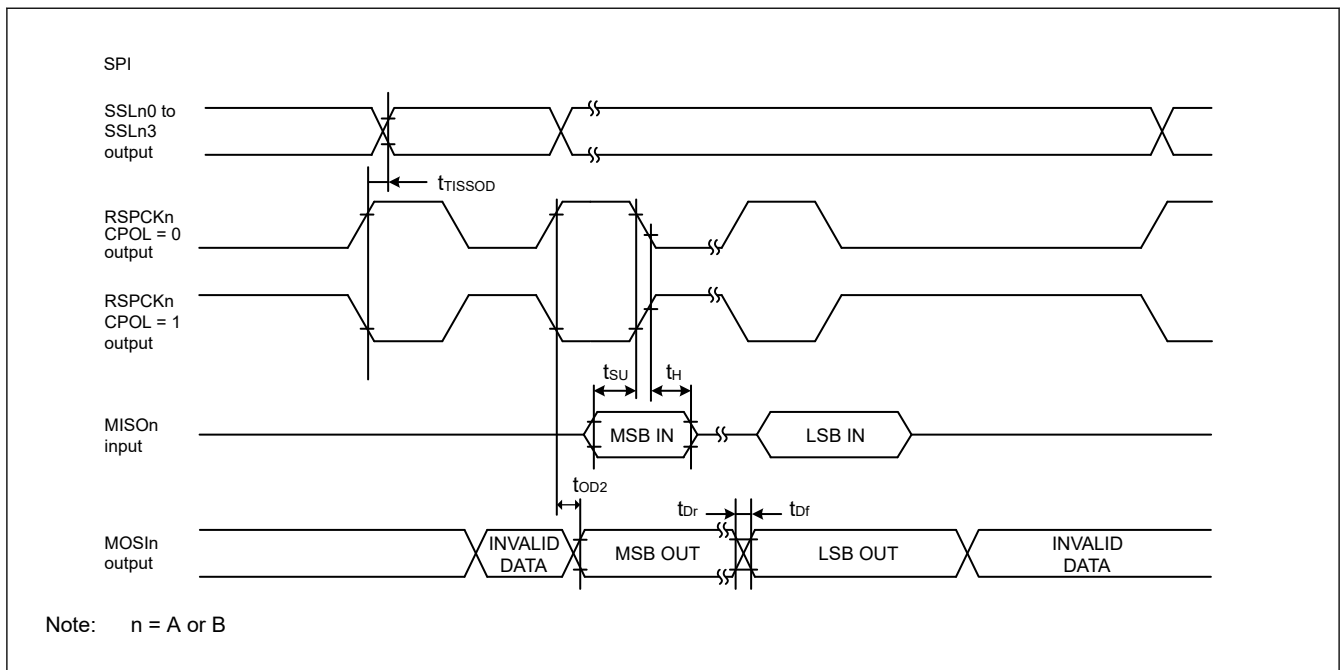 SPI
SSLn0 to
SSLn3
output
tTISSOD
RSPCKn
CPOL = 0
output
RSPCKn
CPOL = 1
output
tSU
tH
MISOn
input
MSB IN
LSB IN
tOD2
tDr
tDf
MOSIn
output
INVALID
DATA
MSB OUT
LSB OUT
INVALID
DATA
Note: n = A or B